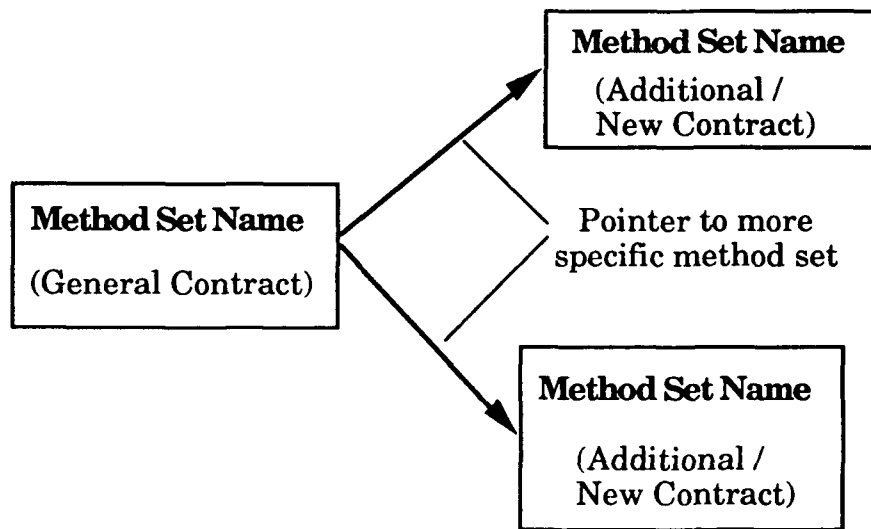 Method Set Name
(Additional /
New Contract)
Method Set Name
(General Contract)
Pointer to more
specific method set
Method Set Name
(Additional /
New Contract)